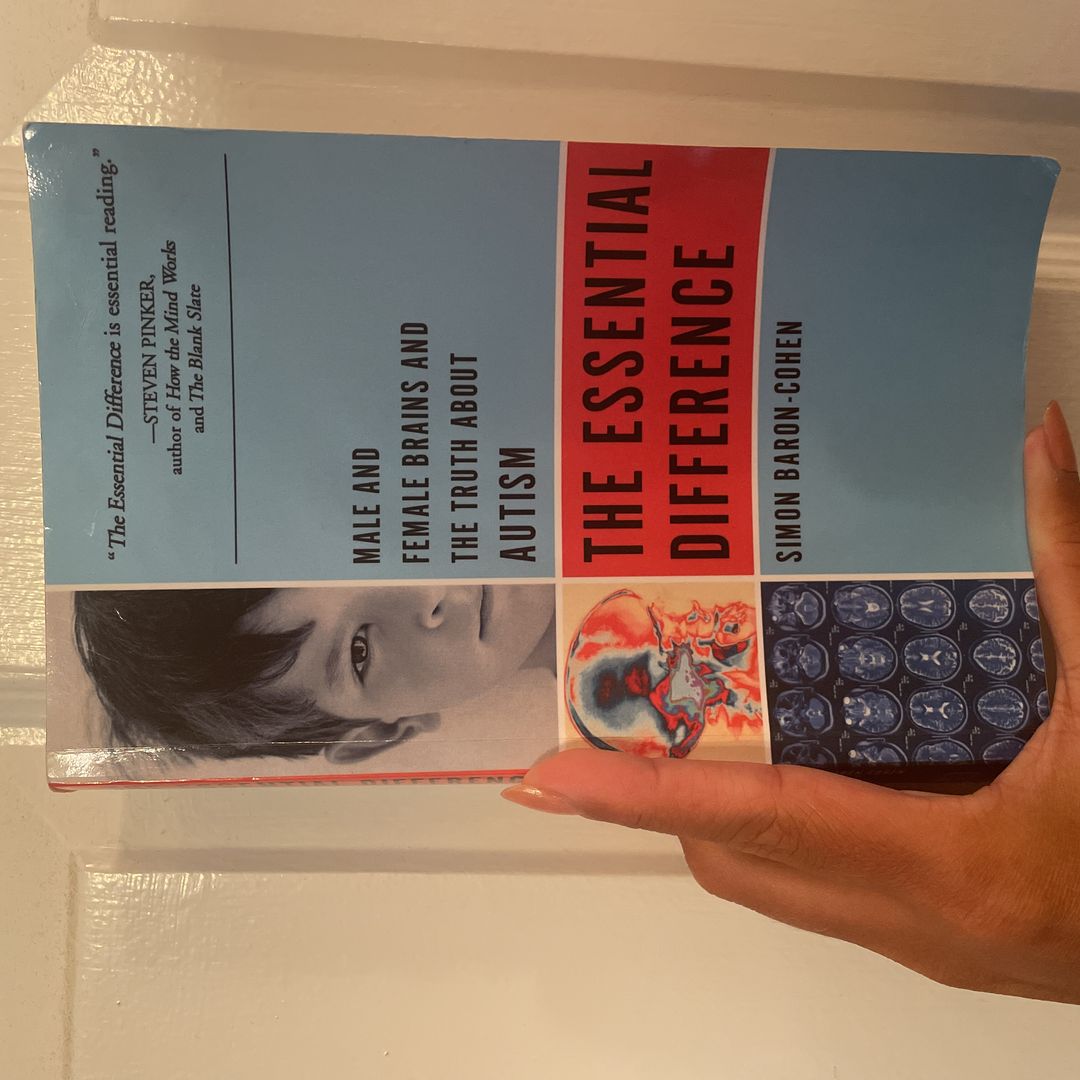 “The Essential Difference is essential reading.”
—STEVEN PINKER,
author of How the Mind Works
and The Blank Slate
MALE AND
FEMALE BRAINS AND
THE TRUTH ABOUT
AUTISM
THE ESSENTIAL
DIFFERENCE
SIMON BARON-COHEN